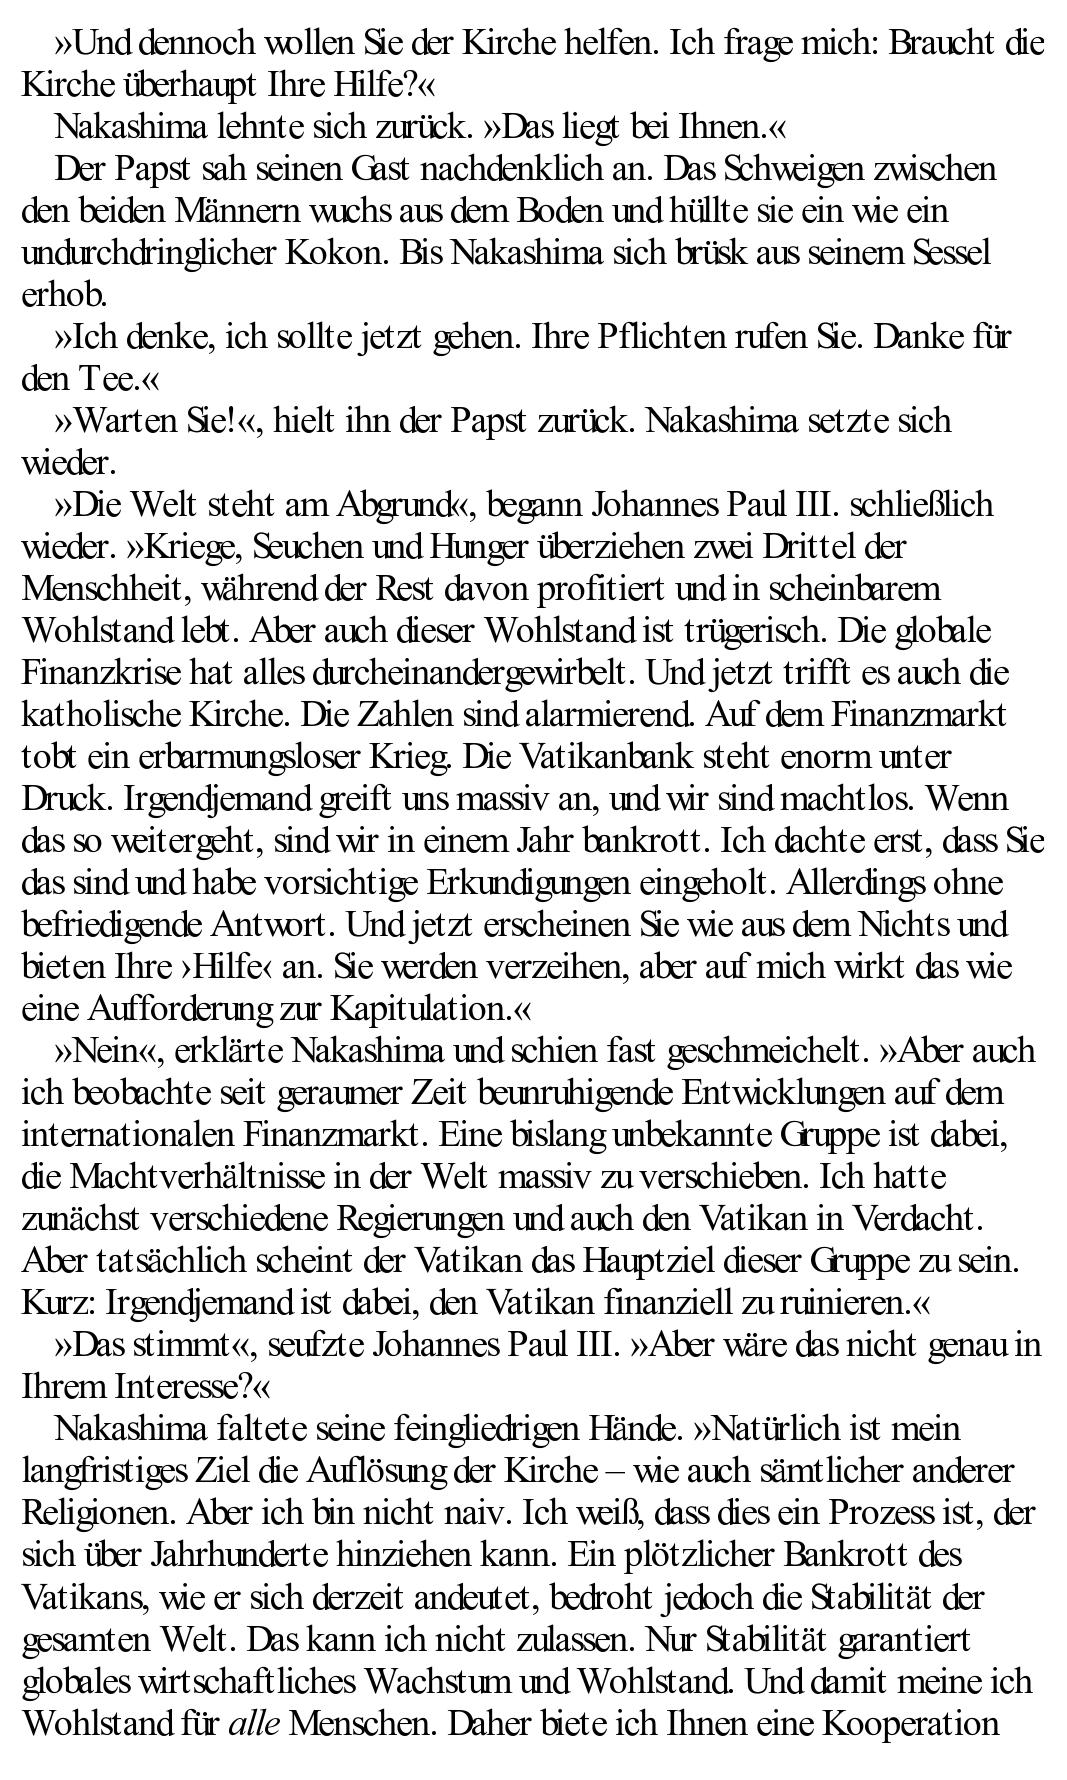 »Und dennoch wollen Sie der Kirche helfen. Ich frage mich: Braucht die
Kirche überhaupt Ihre Hilfe?«
Nakashima lehnte sich zurück. »Das liegt bei Ihnen.«
Der Papst sah seinen Gast nachdenklich an. Das Schweigen zwischen
den beiden Männern wuchs aus dem Boden und hüllte sie ein wie ein
undurchdringlicher Kokon. Bis Nakashima sich brüsk aus seinem Sessel
erhob.
»Ich denke, ich sollte jetzt gehen. Ihre Pflichten rufen Sie. Danke für
den Tee.«
»Warten Sie!«, hielt ihn der Papst zurück. Nakashima setzte sich
wieder.
»Die Welt steht am Abgrund«, begann Johannes Paul III. schließlich
wieder. »Kriege, Seuchen und Hunger überziehen zwei Drittel der
Menschheit, während der Rest davon profitiert und in scheinbarem
Wohlstand lebt. Aber auch dieser Wohlstand ist trügerisch. Die globale
Finanzkrise hat alles durcheinandergewirbelt. Und jetzt trifft es auch die
katholische Kirche. Die Zahlen sind alarmierend. Auf dem Finanzmarkt
tobt ein erbarmungsloser Krieg. Die Vatikanbank steht enorm unter
Druck. Irgendjemand greift uns massiv an, und wir sind machtlos. Wenn
das so weitergeht, sind wir in einem Jahr bankrott. Ich dachte erst, dass Sie
das sind und habe vorsichtige Erkundigungen eingeholt. Allerdings ohne
befriedigende Antwort. Und jetzt erscheinen Sie wie aus dem Nichts und
bieten Ihre ›Hilfe‹ an. Sie werden verzeihen, aber auf mich wirkt das wie
eine Aufforderung zur Kapitulation.«
»Nein«, erklärte Nakashima und schien fast geschmeichelt. »Aber auch
ich beobachte seit geraumer Zeit beunruhigende Entwicklungen auf dem
internationalen Finanzmarkt. Eine bislang unbekannte Gruppe ist dabei,
die Machtverhältnisse in der Welt massiv zu verschieben. Ich hatte
zunächst verschiedene Regierungen und auch den Vatikan in Verdacht.
Aber tatsächlich scheint der Vatikan das Hauptziel dieser Gruppe zu sein.
Kurz: Irgendjemand ist dabei, den Vatikan finanziell zu ruinieren.«
»Das stimmt«, seufzte Johannes Paul III. »Aber wäre das nicht genau in
Ihrem Interesse?«
Nakashima faltete seine feingliedrigen Hände. »Natürlich ist mein
langfristiges Ziel die Auflösung der Kirche – wie auch sämtlicher anderer
Religionen. Aber ich bin nicht naiv. Ich weiß, dass dies ein Prozess ist, der
sich über Jahrhunderte hinziehen kann. Ein plötzlicher Bankrott des
Vatikans, wie er sich derzeit andeutet, bedroht jedoch die Stabilität der
gesamten Welt. Das kann ich nicht zulassen. Nur Stabilität garantiert
globales wirtschaftliches Wachstum und Wohlstand. Und damit meine ich
Wohlstand für alle Menschen. Daher biete ich Ihnen eine Kooperation